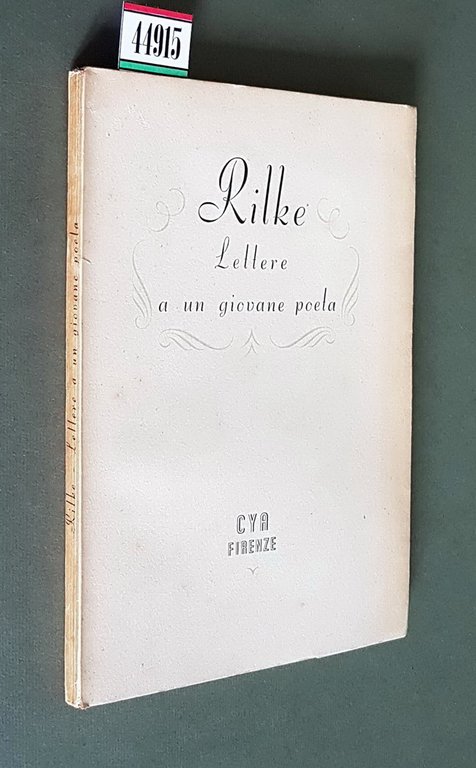 44915
Rilke
Lettere
a un giovane poeta
CYA
FIRENZE
Rilke - Lettere a un giovane poeta